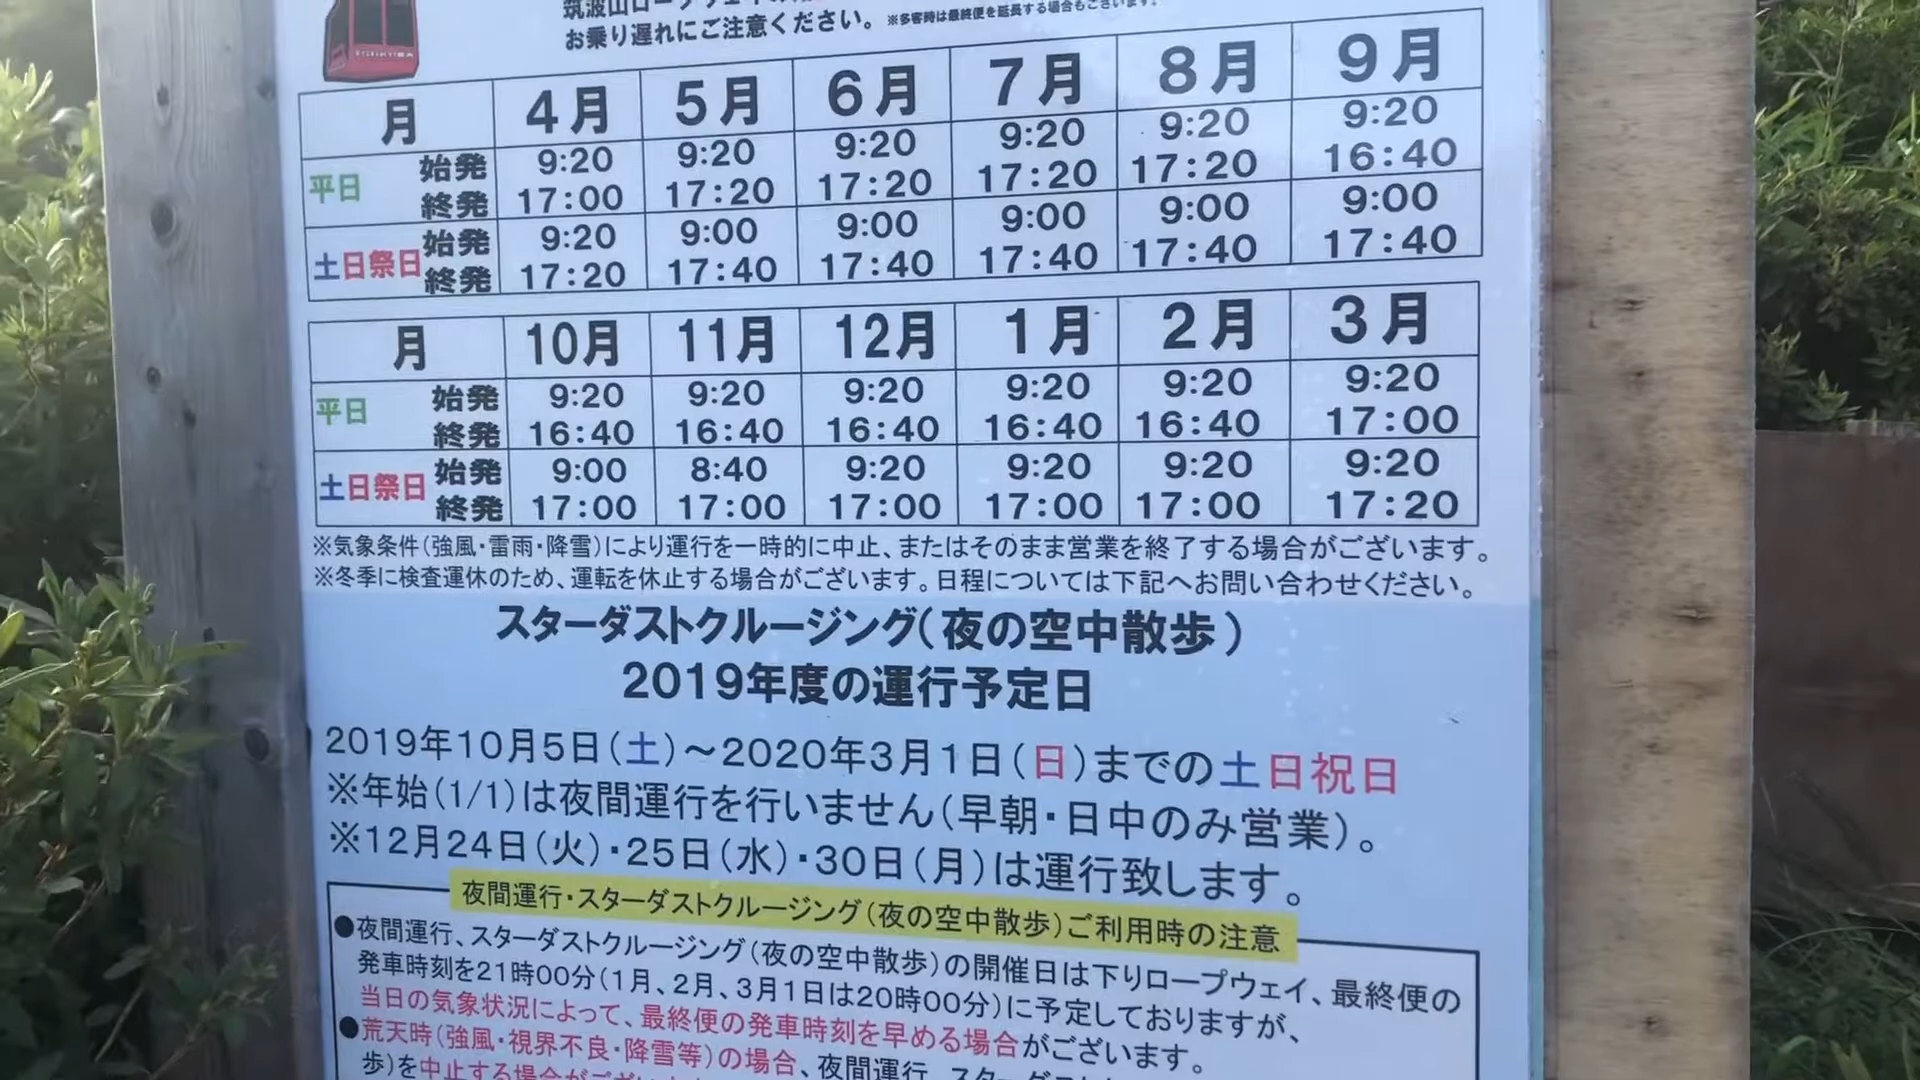 筑波山ロープウェイ
お乗り遅れにご注意ください。 ※多客時は最終便を延長する場合もございます。
月 4月 5月 6月 7月 8月 9月
平日 始発 9:20 9:20 9:20 9:20 9:20 9:20
終発 17:00 17:20 17:20 17:20 17:20 16:40
土日祭日 始発 9:20 9:00 9:00 9:00 9:00 9:00
終発 17:20 17:40 17:40 17:40 17:40 17:40
月 10月 11月 12月 1月 2月 3月
平日 始発 9:20 9:20 9:20 9:20 9:20 9:20
終発 16:40 16:40 16:40 16:40 16:40 17:00
土日祭日 始発 9:00 8:40 9:20 9:20 9:20 9:20
終発 17:00 17:00 17:00 17:00 17:00 17:20
※気象条件(強風・雷雨・降雪)により運行を一時的に中止、またはそのまま営業を終了する場合がございます。
※冬季に検査運休のため、運転を休止する場合がございます。日程については下記へお問い合わせください。
スターダストクルージング(夜の空中散歩)
2019年度の運行予定日
2019年10月5日(土)～2020年3月1日(日)までの土日祝日
※年始(1/1)は夜間運行を行いません(早朝・日中のみ営業)。
※12月24日(火)・25日(水)・30日(月)は運行致します。
夜間運行・スターダストクルージング(夜の空中散歩)ご利用時の注意
●夜間運行、スターダストクルージング(夜の空中散歩)の開催日は下りロープウェイ、最終便の
発車時刻を21時00分(1月、2月、3月1日は20時00分)に予定しておりますが、
当日の気象状況によって、最終便の発車時刻を早める場合がございます。
●荒天時(強風・視界不良・降雪等)の場合、夜間運行、スターダスト
歩)を中止する場合がございま